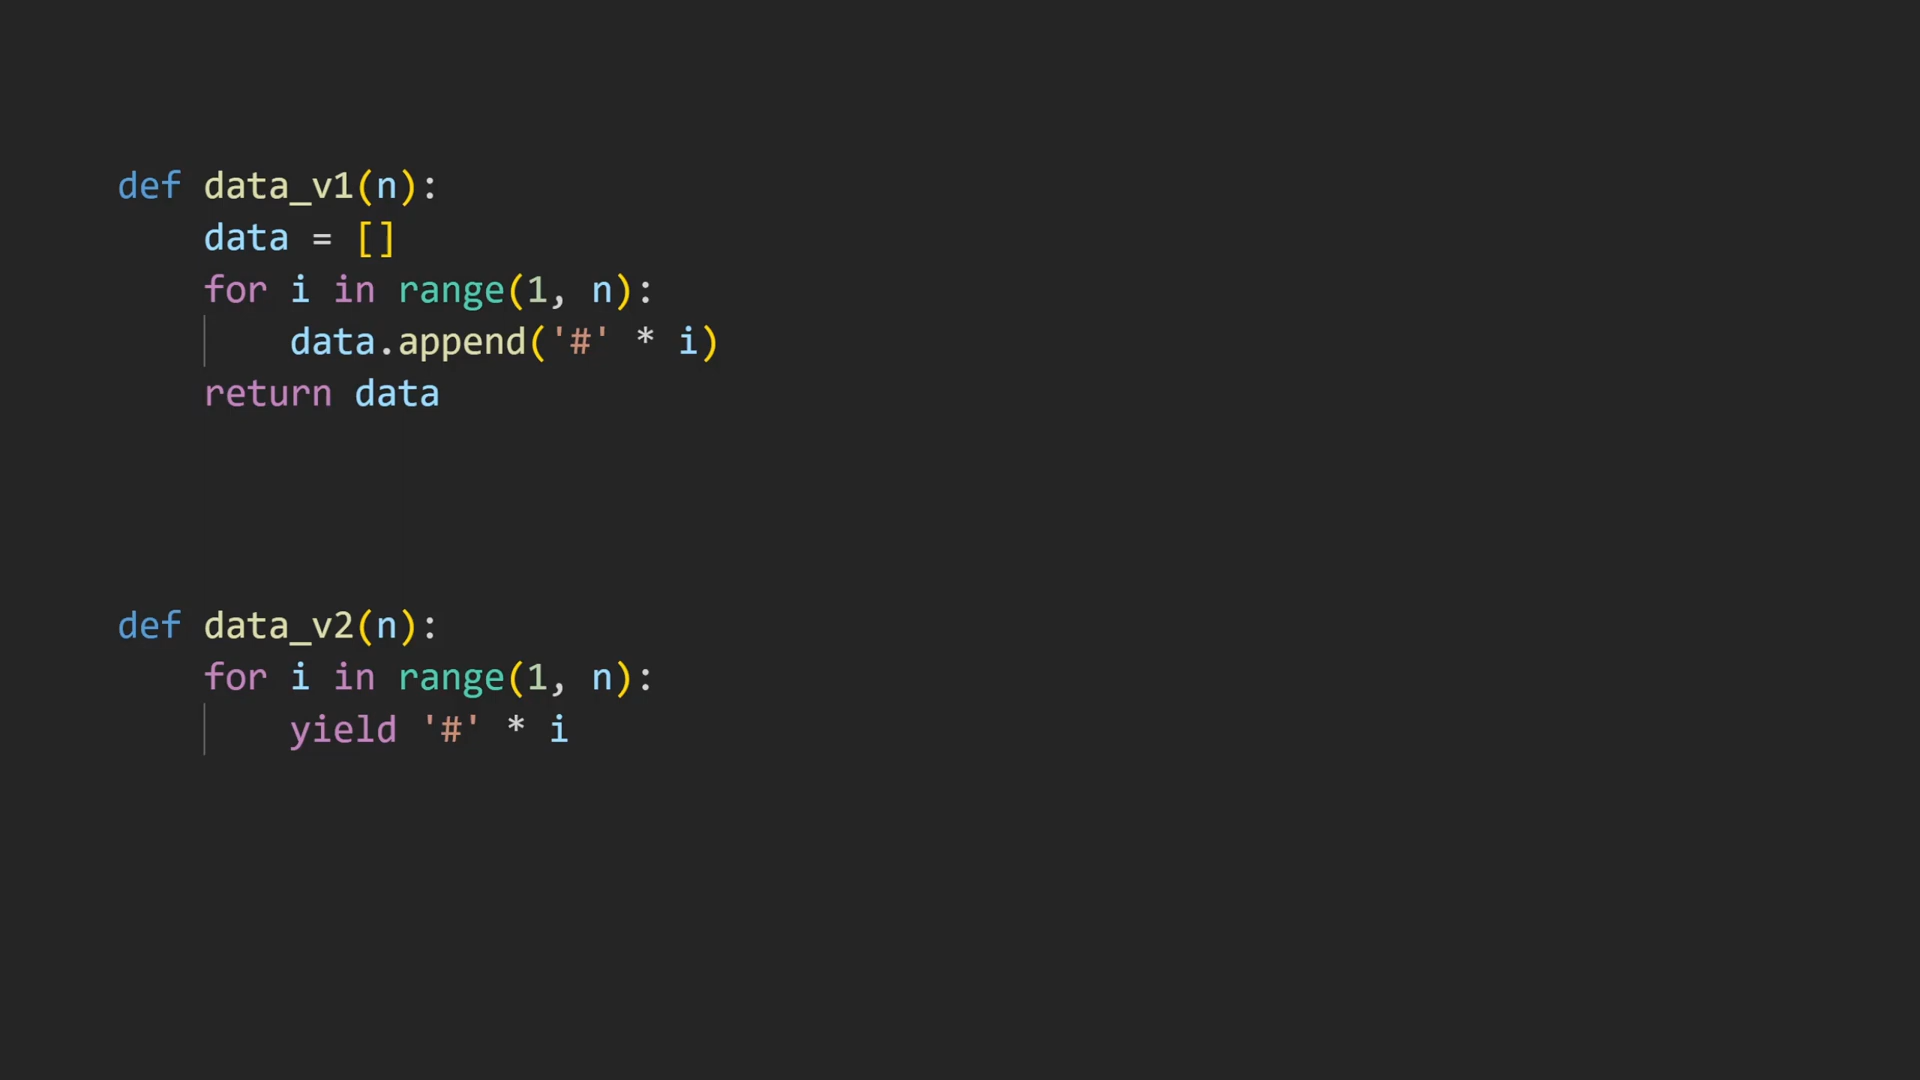 def data_v1(n):
    data = []
    for i in range(1, n):
        data.append('#' * i)
    return data
def data_v2(n):
    for i in range(1, n):
        yield '#' * i